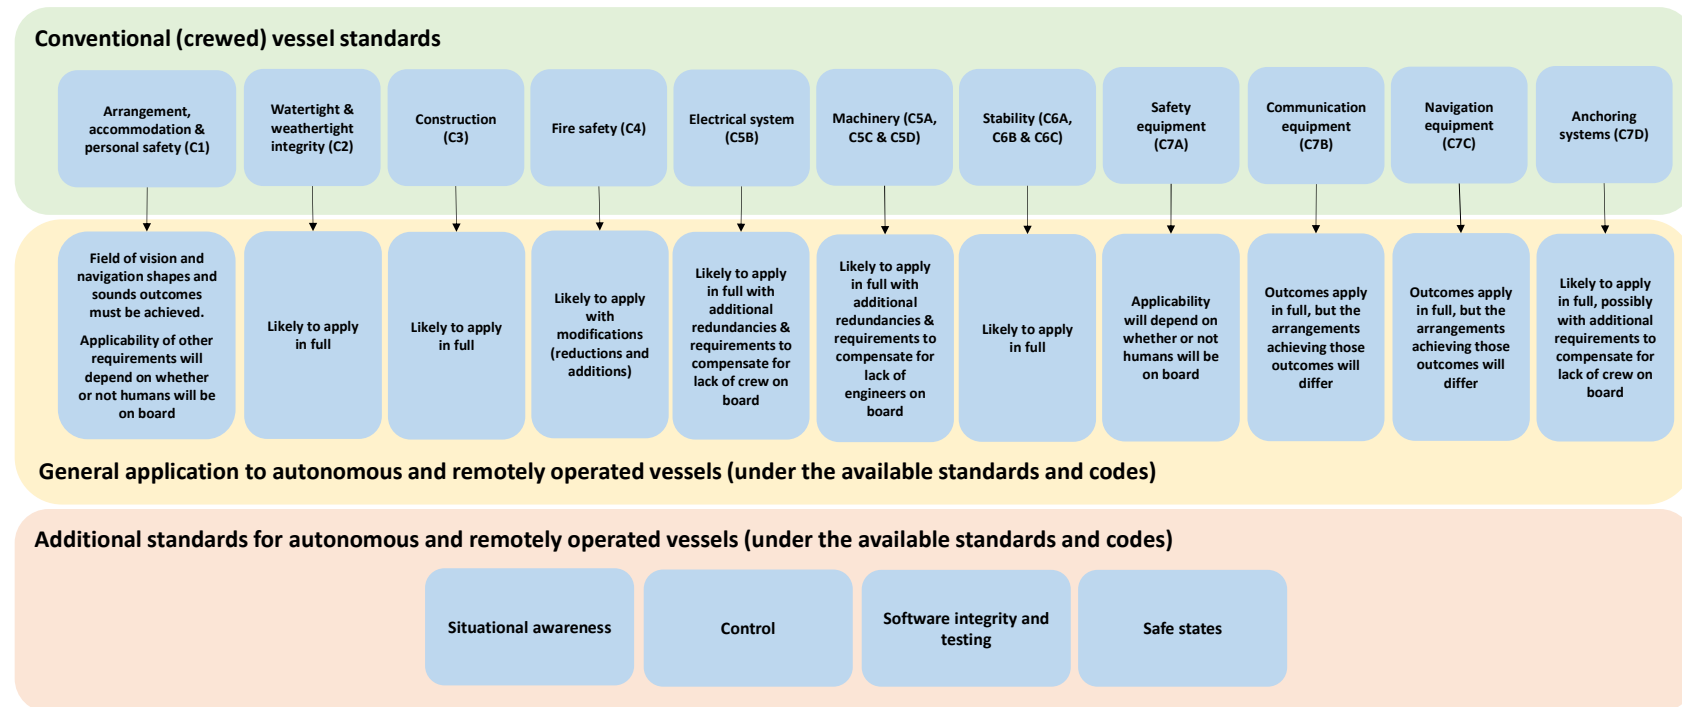 Conventional (crewed) vessel standards
Arrangement,
accommodation &
personal safety (C1)
Watertight &
weathertight
integrity (C2)
Construction
(C3)
Fire safety (C4)
Electrical system
(C5B)
Machinery (C5A,
C5C & C5D)
Stability (C6A,
C6B & C6C)
Safety
equipment
(C7A)
Communication
equipment
(C7B)
Navigation
equipment
(C7C)
Anchoring
systems (C7D)
Field of vision and
navigation shapes and
sounds outcomes
must be achieved.
Applicability of other
requirements will
depend on whether
or not humans will be
on board
Likely to apply
in full
Likely to apply
in full
Likely to apply
with
modifications
(reductions and
additions)
Likely to apply
in full with
additional
redundancies &
requirements to
compensate for
lack of crew on
board
Likely to apply
in full with
additional
redundancies &
requirements to
compensate for
lack of
engineers on
board
Likely to apply
in full
Applicability
will depend on
whether or not
humans will be
on board
Outcomes apply
in full, but the
arrangements
achieving those
outcomes will
differ
Outcomes apply
in full, but the
arrangements
achieving those
outcomes will
differ
Likely to apply
in full, possibly
with additional
requirements to
compensate for
lack of crew on
board
General application to autonomous and remotely operated vessels (under the available standards and codes)
Additional standards for autonomous and remotely operated vessels (under the available standards and codes)
Situational awareness
Control
Software integrity and
testing
Safe states